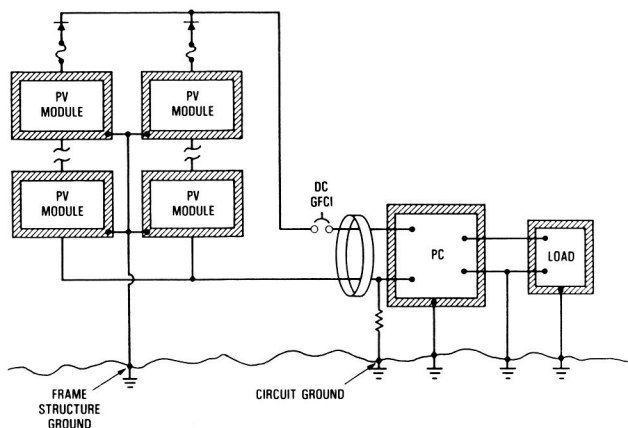 PV
MODULE
PV
MODULE
PV
MODULE
PV
MODULE
DC
GFCI
PC
LOAD
FRAME
STRUCTURE
GROUND
CIRCUIT GROUND